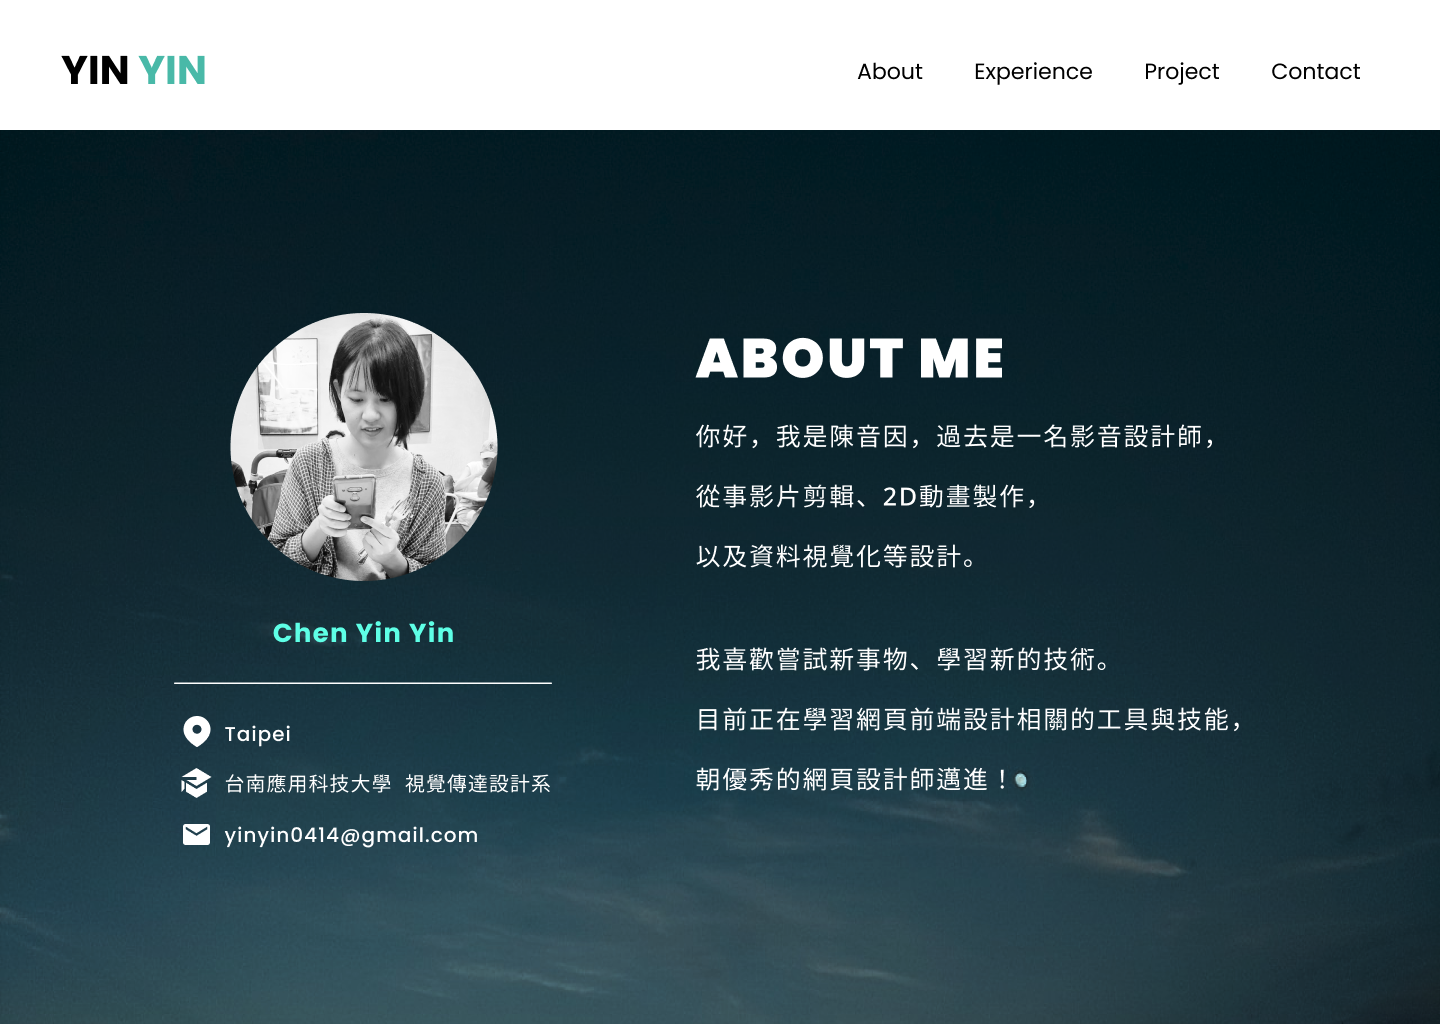 YIN YIN
About
Experience
Project
Contact
Chen Yin Yin
Taipei
台南應用科技大學 視覺傳達設計系
yinyin0414@gmail.com
ABOUT ME
你好，我是陳音因，過去是一名影音設計師，
從事影片剪輯、2D動畫製作，
以及資料視覺化等設計。
我喜歡嘗試新事物、學習新的技術。
目前正在學習網頁前端設計相關的工具與技能，
朝優秀的網頁設計師邁進！